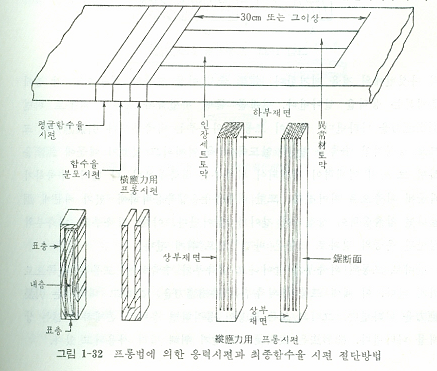 30cm 또는 그이상
평균함수율
시편
함수율
분포시편
橫應力用
프롱시편
인장세트토막
異常材토막
하부재면
표층
내층
표층
상부재면
鋸断面
상부
재면
縱應力用 프롱시편
그림 1-32 프롱법에 의한 응력시편과 최종함수율 시편 절단방법